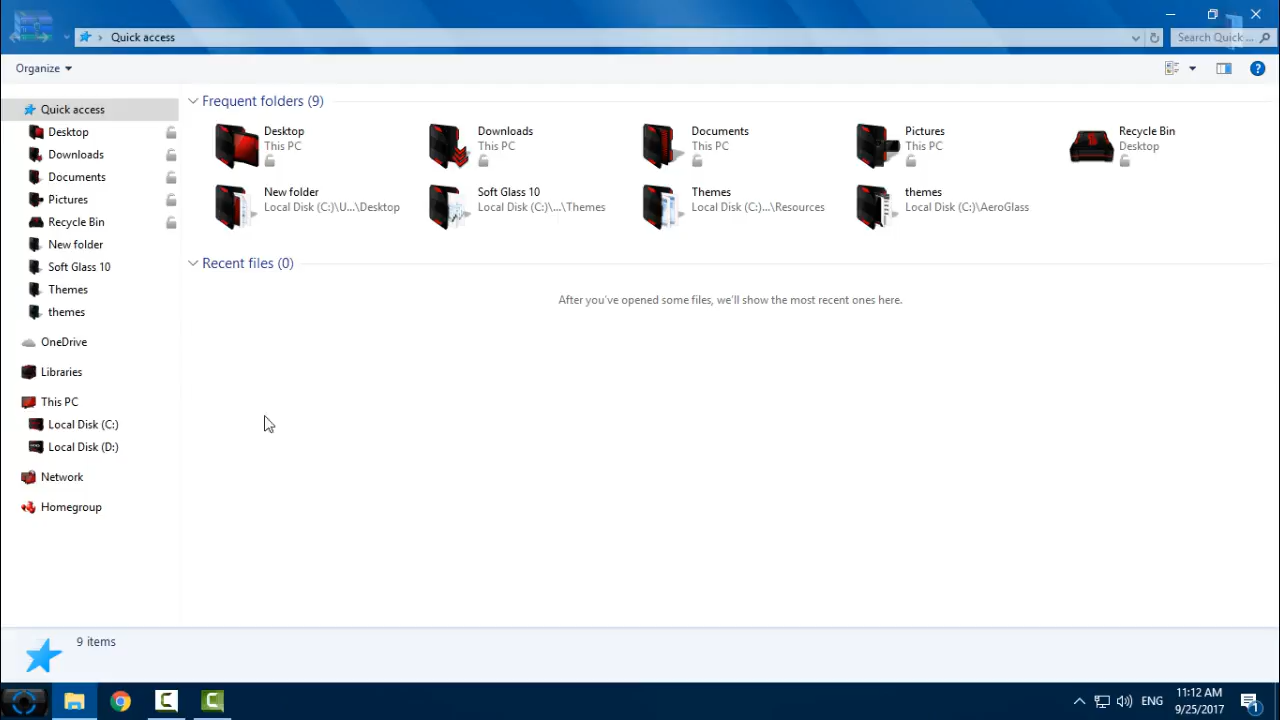 Quick access
Search Quick ...
Organize
Quick access
Desktop
Downloads
Documents
Pictures
Recycle Bin
New folder
Soft Glass 10
Themes
themes
OneDrive
Libraries
This PC
Local Disk (C:)
Local Disk (D:)
Network
Homegroup
Frequent folders (9)
Desktop
This PC
Downloads
This PC
Documents
This PC
Pictures
This PC
Recycle Bin
Desktop
New folder
Local Disk (C:)\U...\Desktop
Soft Glass 10
Local Disk (C:)\...\Themes
Themes
Local Disk (C:)...\Resources
themes
Local Disk (C:)\AeroGlass
Recent files (0)
After you've opened some files, we'll show the most recent ones here.
9 items
ENG
11:12 AM
9/25/2017
1